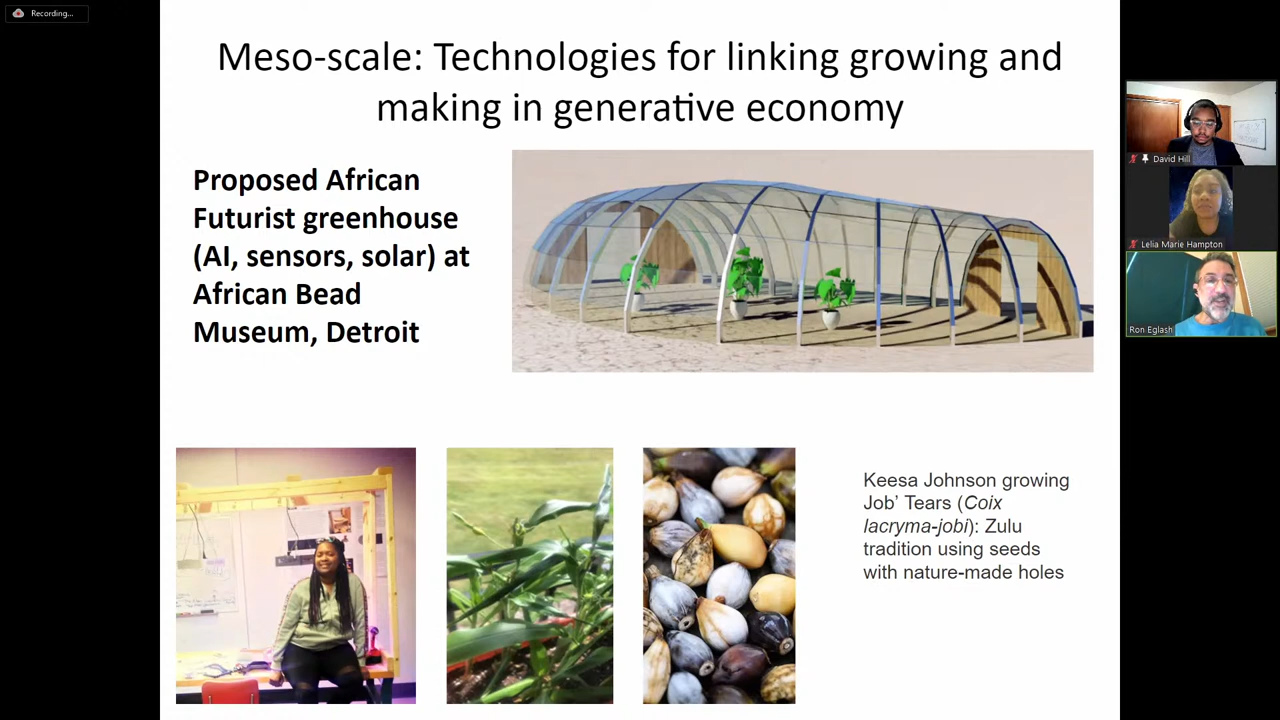 Recording...
Meso-scale: Technologies for linking growing and
making in generative economy
Proposed African
Futurist greenhouse
(AI, sensors, solar) at
African Bead
Museum, Detroit
Keesa Johnson growing
Job' Tears (Coix
lacryma-jobi): Zulu
tradition using seeds
with nature-made holes
David Hill
Lelia Marie Hampton
Ron Eglash